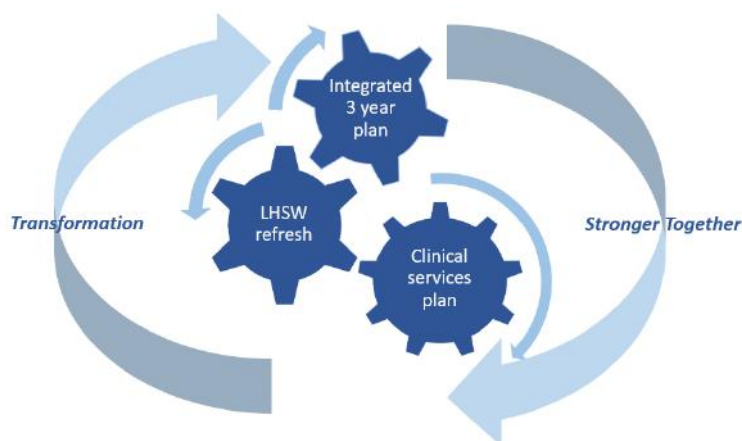 Integrated
3 year
plan
LHSW
refresh
Clinical
services
plan
Transformation
Stronger Together